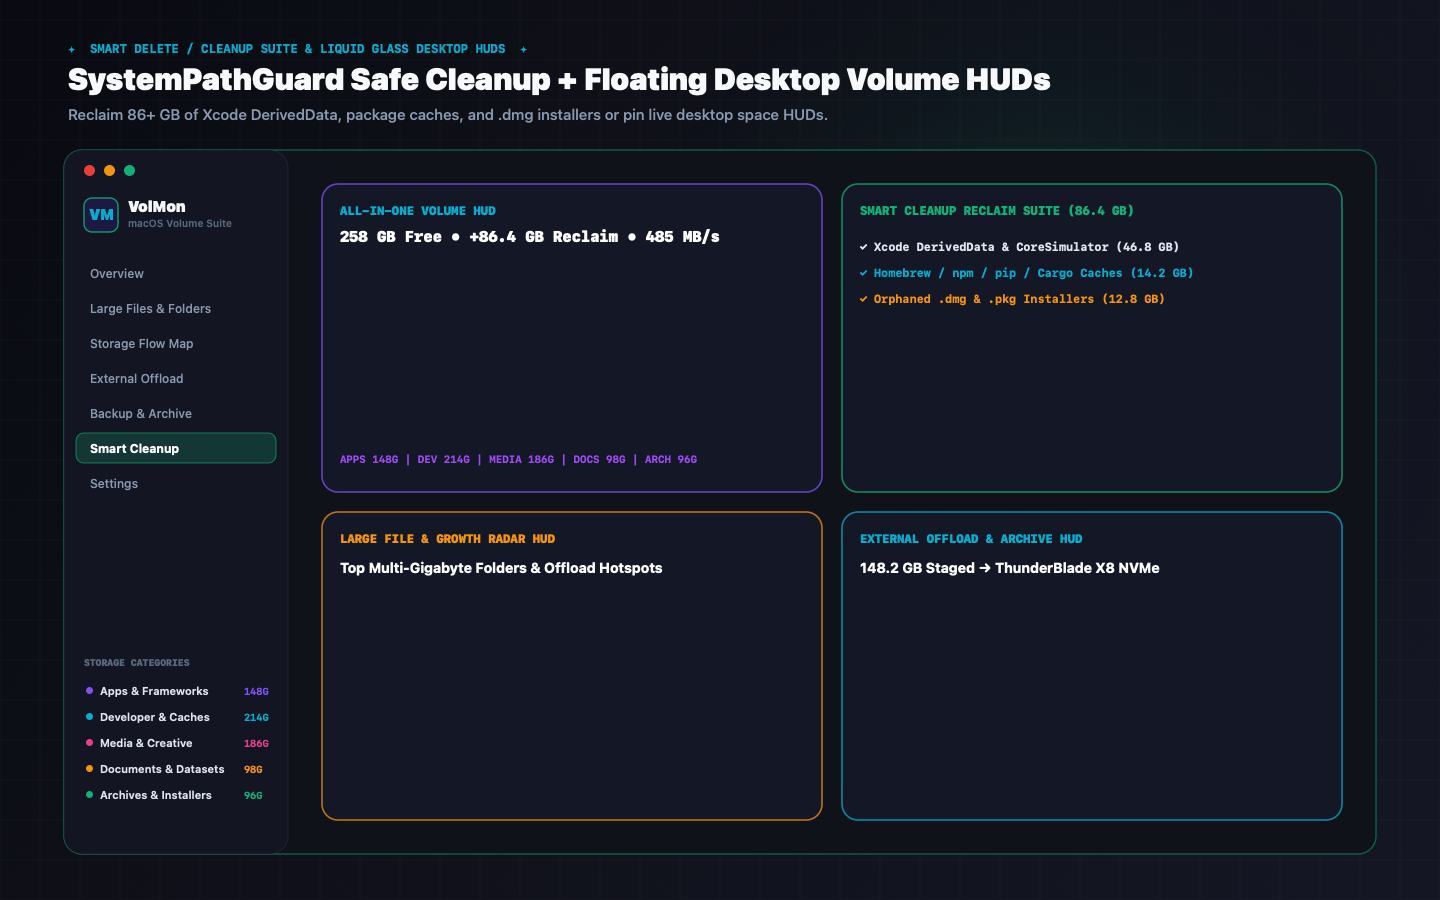 ✦ SMART DELETE / CLEANUP SUITE & LIQUID GLASS DESKTOP HUDS ✦
SystemPathGuard Safe Cleanup + Floating Desktop Volume HUDs
Reclaim 86+ GB of Xcode DerivedData, package caches, and .dmg installers or pin live desktop space HUDs.
VM
VolMon
macOS Volume Suite
Overview
Large Files & Folders
Storage Flow Map
External Offload
Backup & Archive
Smart Cleanup
Settings
STORAGE CATEGORIES
Apps & Frameworks 148G
Developer & Caches 214G
Media & Creative 186G
Documents & Datasets 98G
Archives & Installers 96G
ALL-IN-ONE VOLUME HUD
258 GB Free • +86.4 GB Reclaim • 485 MB/s
APPS 148G | DEV 214G | MEDIA 186G | DOCS 98G | ARCH 96G
SMART CLEANUP RECLAIM SUITE (86.4 GB)
✓ Xcode DerivedData & CoreSimulator (46.8 GB)
✓ Homebrew / npm / pip / Cargo Caches (14.2 GB)
✓ Orphaned .dmg & .pkg Installers (12.8 GB)
LARGE FILE & GROWTH RADAR HUD
Top Multi-Gigabyte Folders & Offload Hotspots
EXTERNAL OFFLOAD & ARCHIVE HUD
148.2 GB Staged → ThunderBlade X8 NVMe